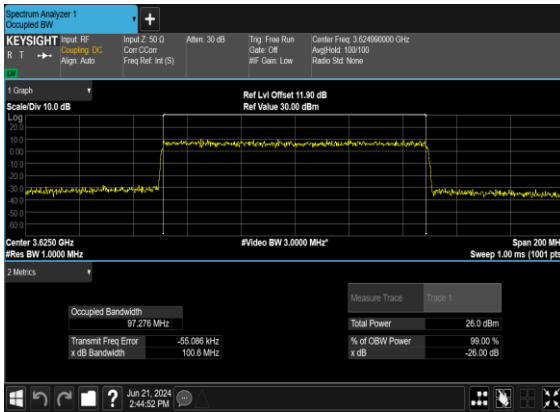 Spectrum Analyzer 1
Occupied BW
+
KEYSIGHT Input: RF Input Z: 50 Ω Atten: 30 dB Trig: Free Run Center Freq: 3.624990000 GHz
R T Coupling: DC Corr CCorr Gate: Off Avg|Hold: 100/100
Align: Auto Freq Ref: Int (S) #IF Gain: Low Radio Std: None
LXI
1 Graph Ref Lvl Offset 11.90 dB
Scale/Div 10.0 dB Ref Value 30.00 dBm
Log
20.0
10.0
0.00
-10.0
-20.0
-30.0
-40.0
-50.0
-60.0
Center 3.6250 GHz #Video BW 3.0000 MHz* Span 200 MH
#Res BW 1.0000 MHz Sweep 1.00 ms (1001 pts
2 Metrics
Measure Trace Trace 1
Occupied Bandwidth
97.276 MHz Total Power 26.0 dBm
Transmit Freq Error -55.086 kHz % of OBW Power 99.00 %
x dB Bandwidth 100.6 MHz x dB -26.00 dB
? Jun 21, 2024
2:44:52 PM